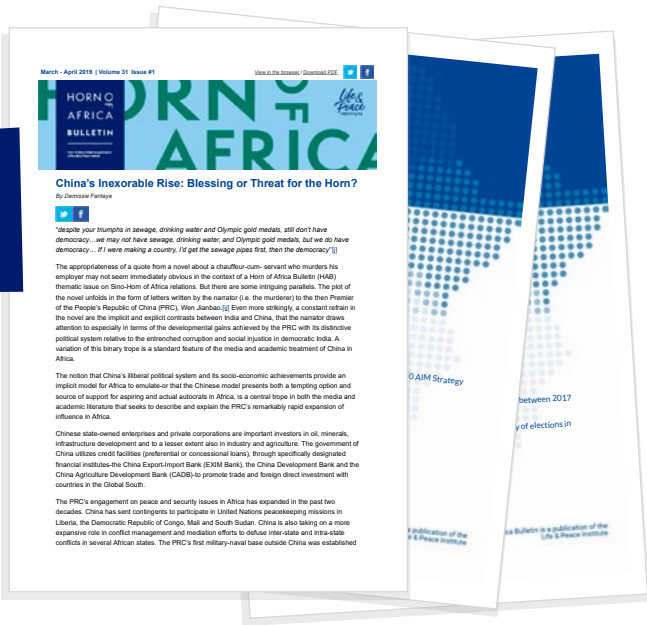 March - April 2019 | Volume 31 Issue #1
View in the browser / Download PDF
HORN OF
AFRICA
BULLETIN
HORN OF
AFRICA
Life &
Peace
INSTITUTE
China's Inexorable Rise: Blessing or Threat for the Horn?
By Demissie Fantaye
"despite your triumphs in sewage, drinking water and Olympic gold medals, still don't have
democracy…we may not have sewage, drinking water, and Olympic gold medals, but we do have
democracy… If I were making a country, I'd get the sewage pipes first, then the democracy"[i]
The appropriateness of a quote from a novel about a chauffeur-cum- servant who murders his
employer may not seem immediately obvious in the context of a Horn of Africa Bulletin (HAB)
thematic issue on Sino-Horn of Africa relations. But there are some intriguing parallels. The plot of
the novel unfolds in the form of letters written by the narrator (i.e. the murderer) to the then Premier
of the People's Republic of China (PRC), Wen Jianbao.[ii] Even more strikingly, a constant refrain in
the novel are the implicit and explicit contrasts between India and China, that the narrator draws
attention to especially in terms of the developmental gains achieved by the PRC with its distinctive
political system relative to the entrenched corruption and social injustice in democratic India. A
variation of this binary trope is a standard feature of the media and academic treatment of China in
Africa.
The notion that China's illiberal political system and its socio-economic achievements provide an
implicit model for Africa to emulate-or that the Chinese model presents both a tempting option and
source of support for aspiring and actual autocrats in Africa, is a central trope in both the media and
academic literature that seeks to describe and explain the PRC's remarkably rapid expansion of
influence in Africa.
Chinese state-owned enterprises and private corporations are important investors in oil, minerals,
infrastructure development and to a lesser extent also in industry and agriculture. The government of
China utilizes credit facilities (preferential or concessional loans), through specifically designated
financial institutes-the China Export-Import Bank (EXIM Bank), the China Development Bank and the
China Agriculture Development Bank (CADB)-to promote trade and foreign direct investment with
countries in the Global South.
The PRC's engagement on peace and security issues in Africa has expanded in the past two
decades. China has sent contingents to participate in United Nations peacekeeping missions in
Liberia, the Democratic Republic of Congo, Mali and South Sudan. China is also taking on a more
expansive role in conflict management and mediation efforts to defuse inter-state and intra-state
conflicts in several African states. The PRC's first military-naval base outside China was established
0 AIM Strategy
publication of the
e & Peace Institute
between 2017
y of elections in
ca Bulletin is a publication of the
Life & Peace Institute